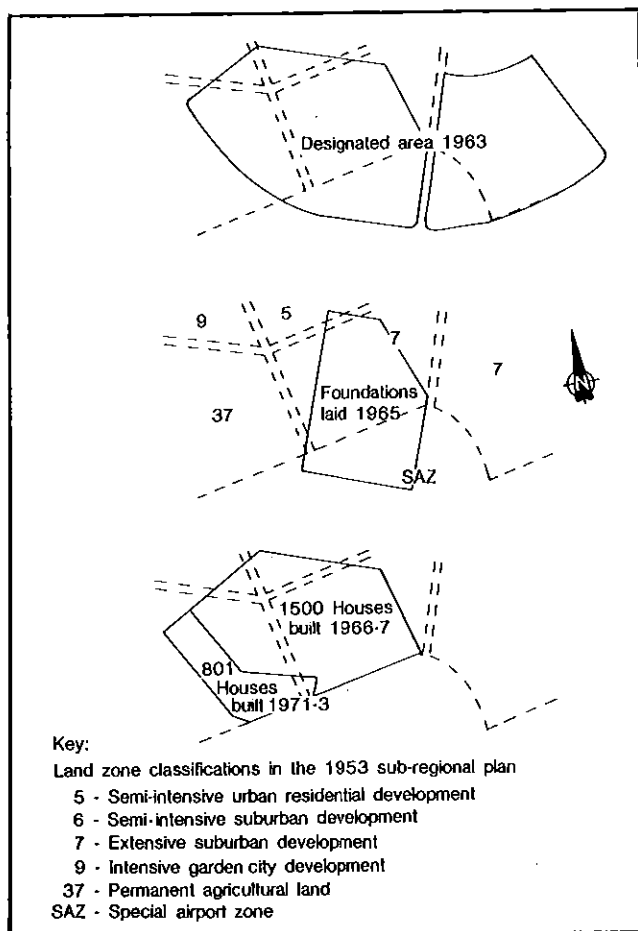 Designated area 1963
9
5
7
7
37
Foundations
laid 1965
SAZ
N
1500 Houses
built 1966-7
801
Houses
built 1971-3
Key:
Land zone classifications in the 1953 sub-regional plan
5 - Semi-intensive urban residential development
6 - Semi-intensive suburban development
7 - Extensive suburban development
9 - Intensive garden city development
37 - Permanent agricultural land
SAZ - Special airport zone